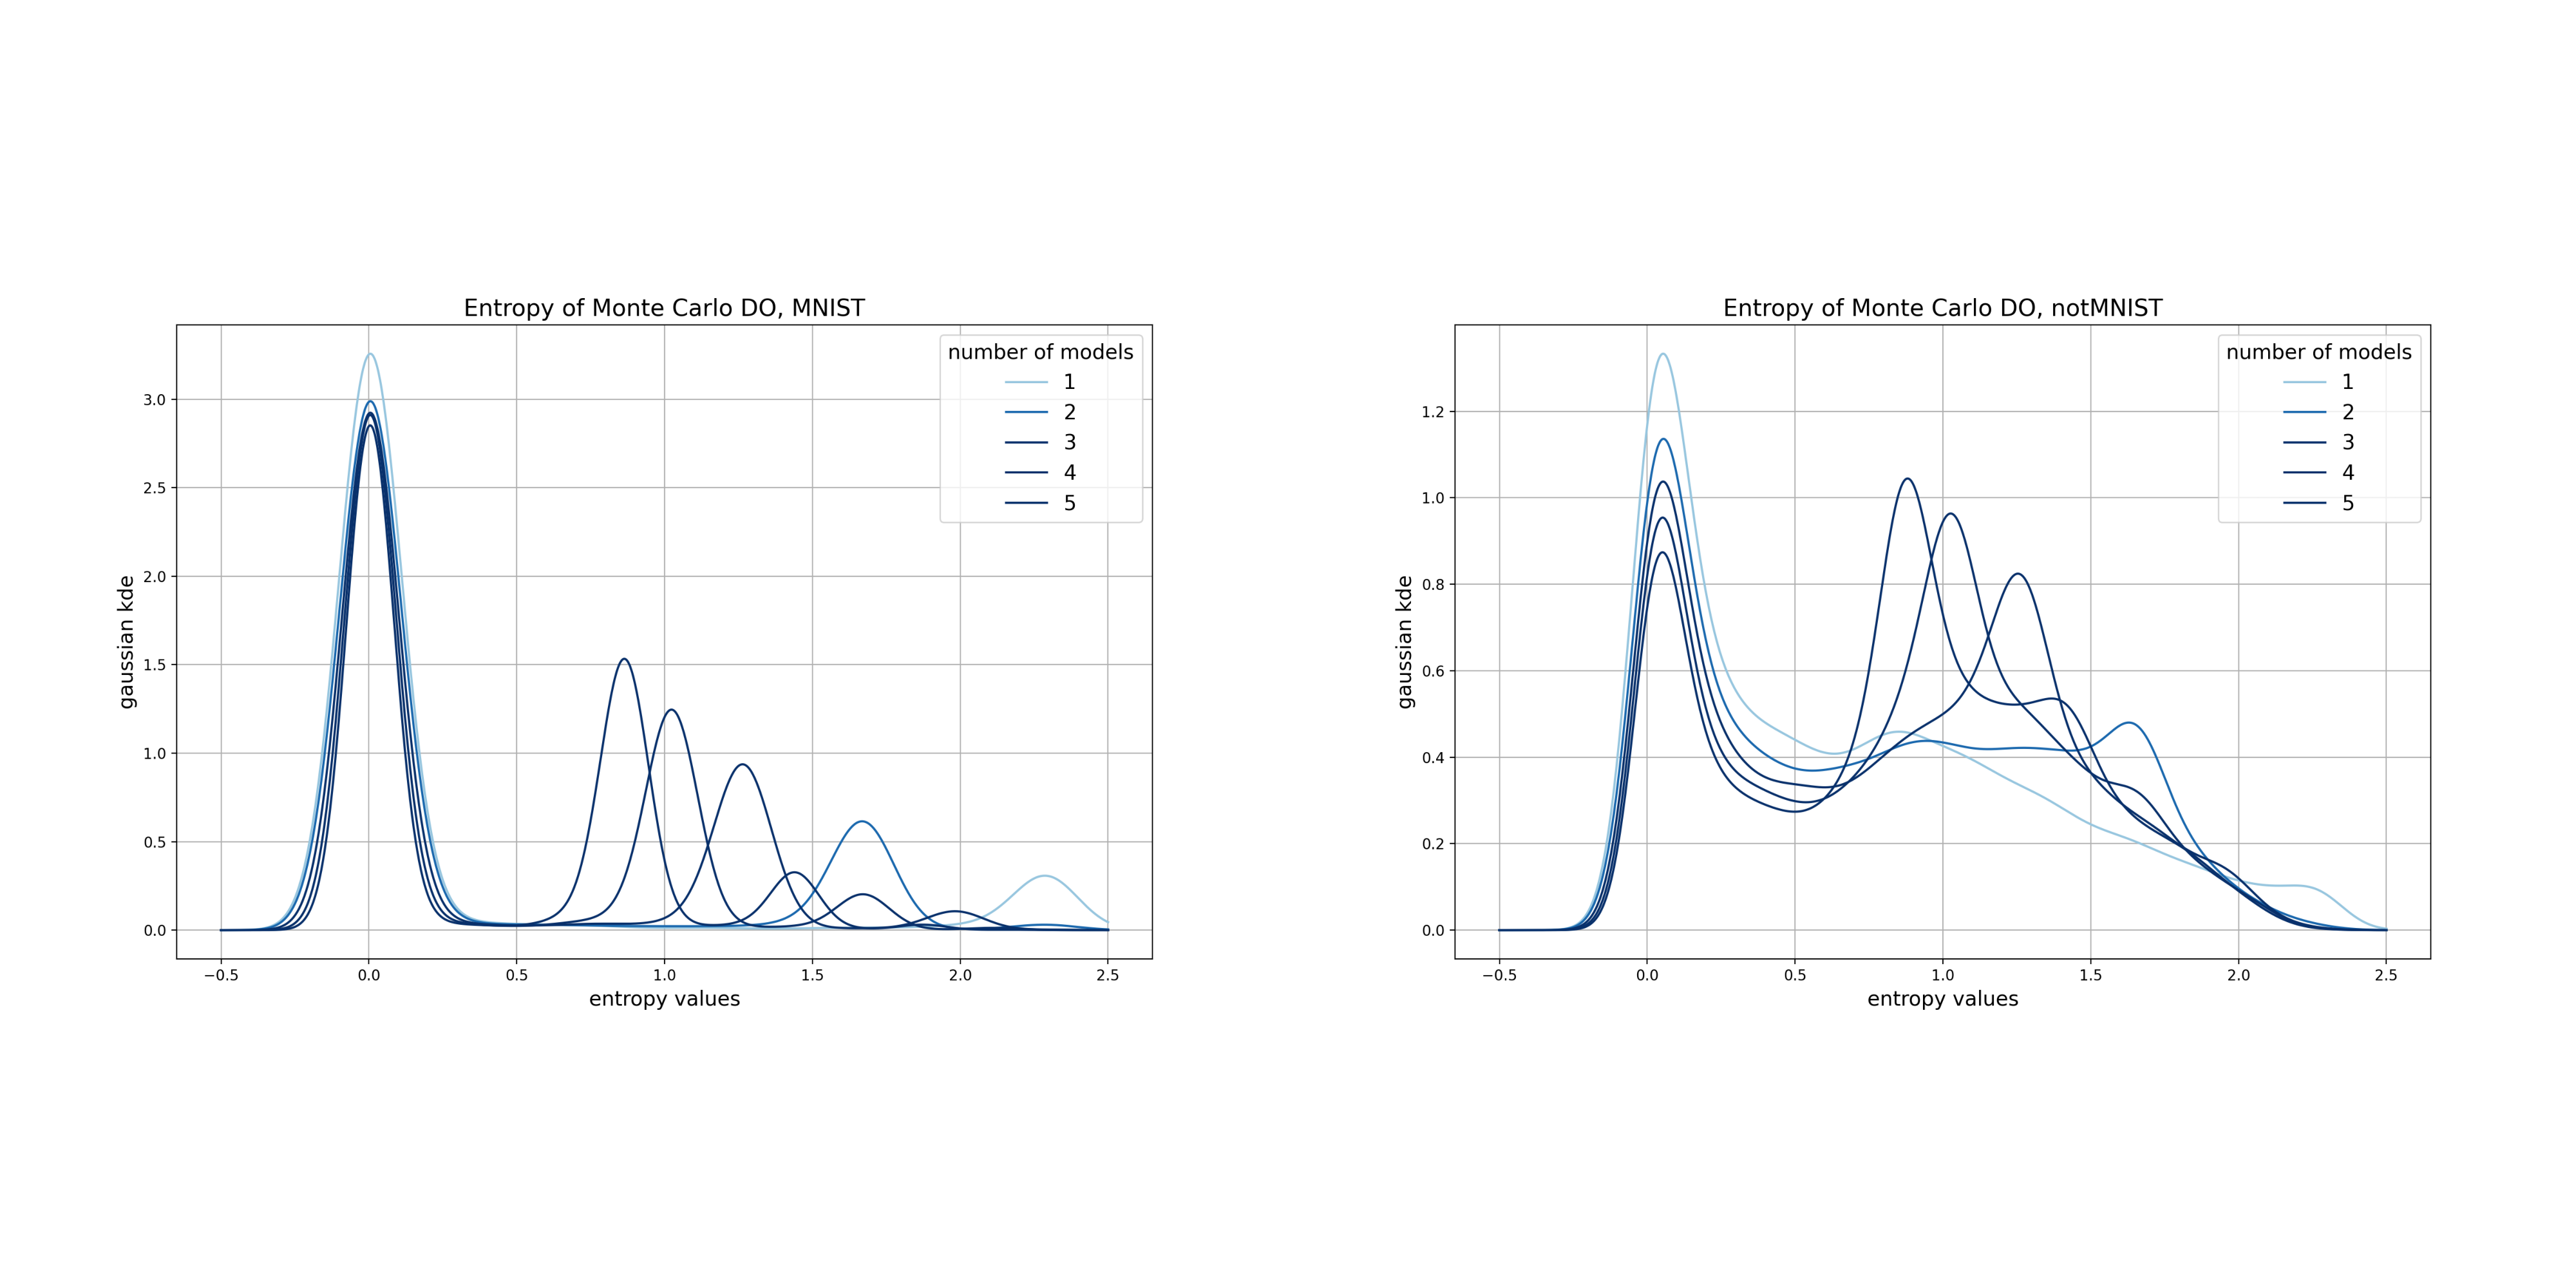 Entropy of Monte Carlo DO, MNIST
number of models
1
2
3
4
5
gaussian kde
3.0
2.5
2.0
1.5
1.0
0.5
0.0
−0.5 0.0 0.5 1.0 1.5 2.0 2.5
entropy values
Entropy of Monte Carlo DO, notMNIST
number of models
1
2
3
4
5
gaussian kde
1.2
1.0
0.8
0.6
0.4
0.2
0.0
−0.5 0.0 0.5 1.0 1.5 2.0 2.5
entropy values